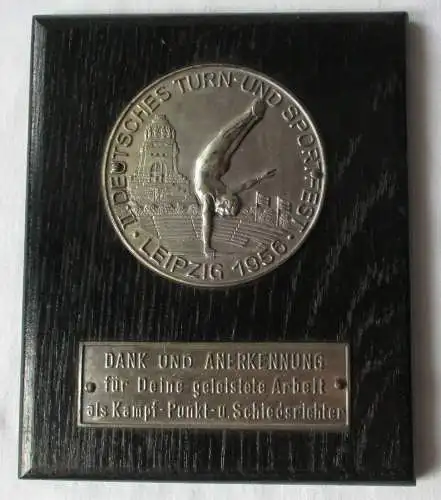 II. DEUTSCHES TURN- UND SPORTFEST
· LEIPZIG 1956 ·
DANK UND ANERKENNUNG
für Deine geleistete Arbeit
als Kampf-Punkt-u.Schiedsrichter